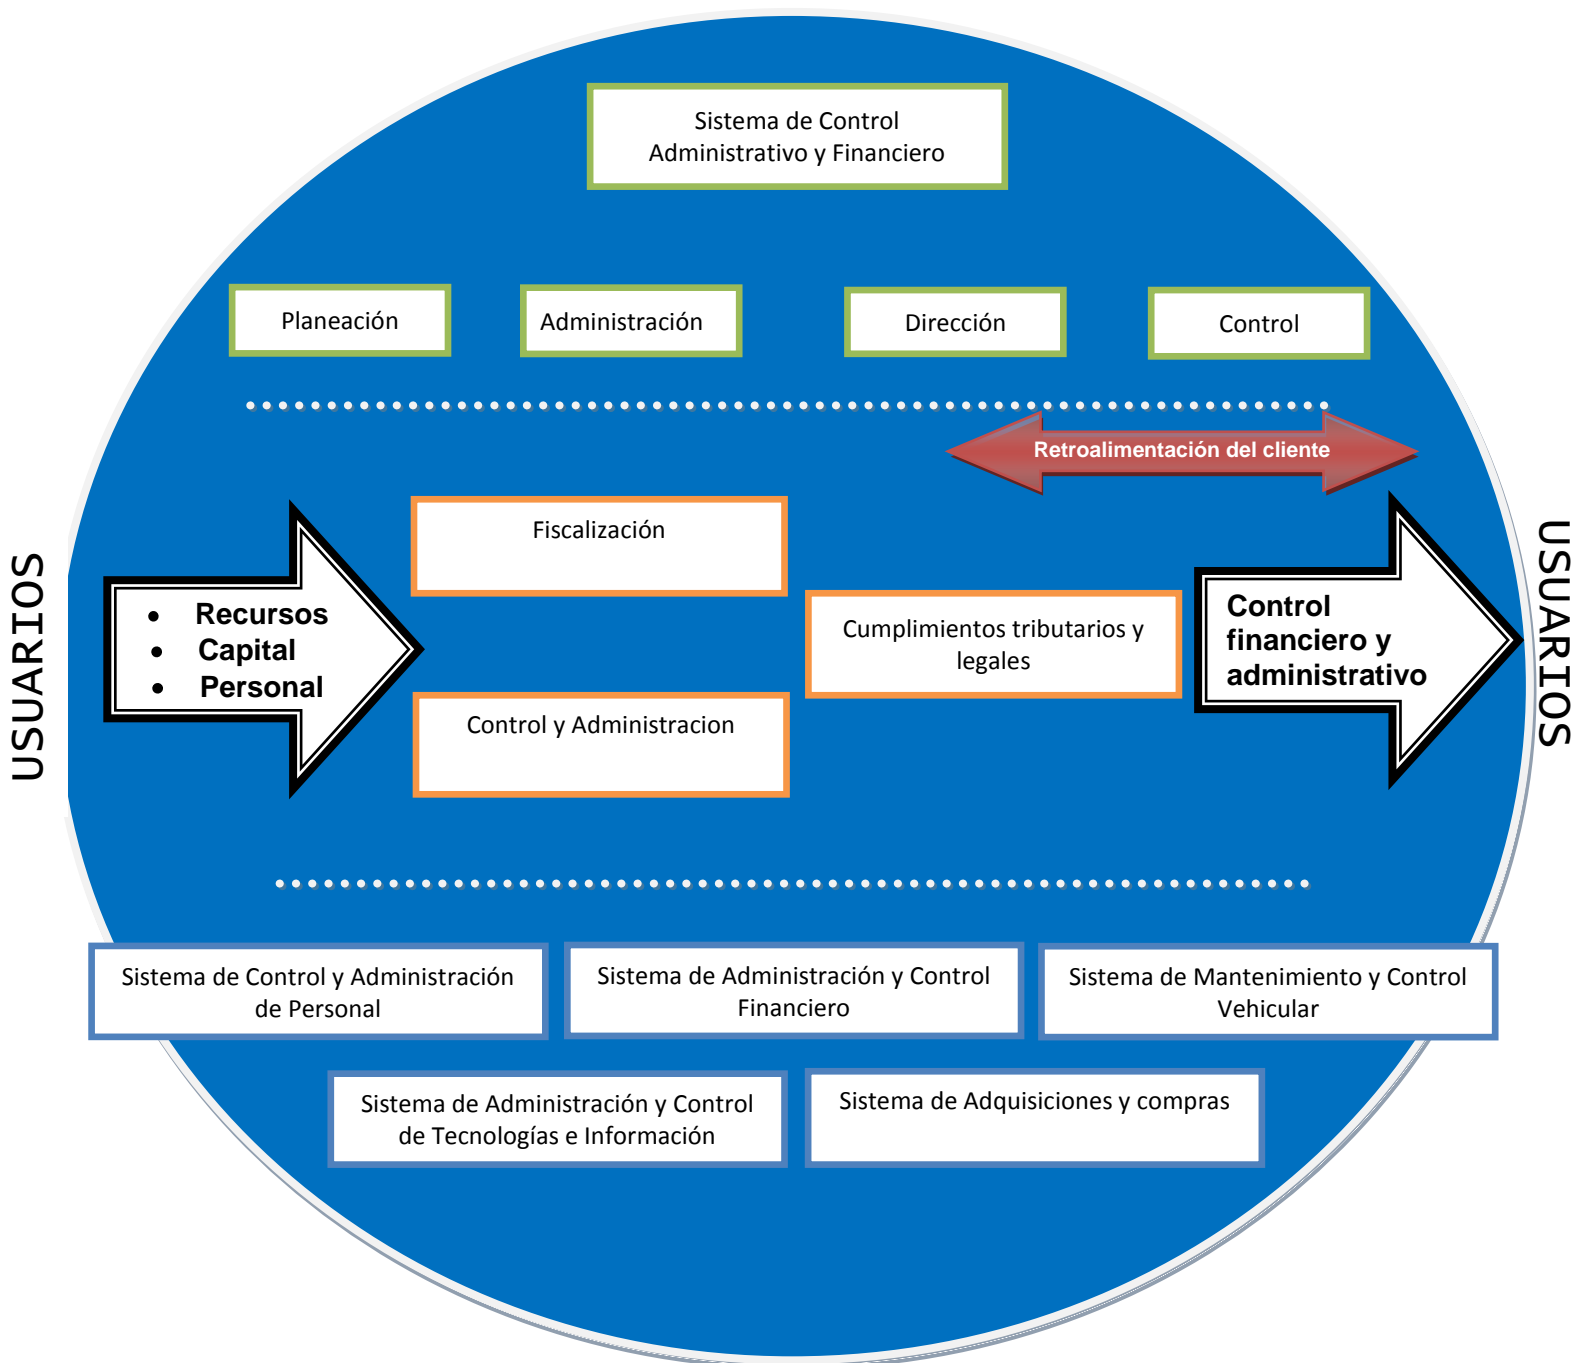 Sistema de Control
Administrativo y Financiero
Planeación
Administración
Dirección
Control
Retroalimentación del cliente
USUARIOS
• Recursos
• Capital
• Personal
Fiscalización
Control y Administracion
Cumplimientos tributarios y
legales
Control
financiero y
administrativo
USUARIOS
Sistema de Control y Administración
de Personal
Sistema de Administración y Control
Financiero
Sistema de Mantenimiento y Control
Vehicular
Sistema de Administración y Control
de Tecnologías e Información
Sistema de Adquisiciones y compras